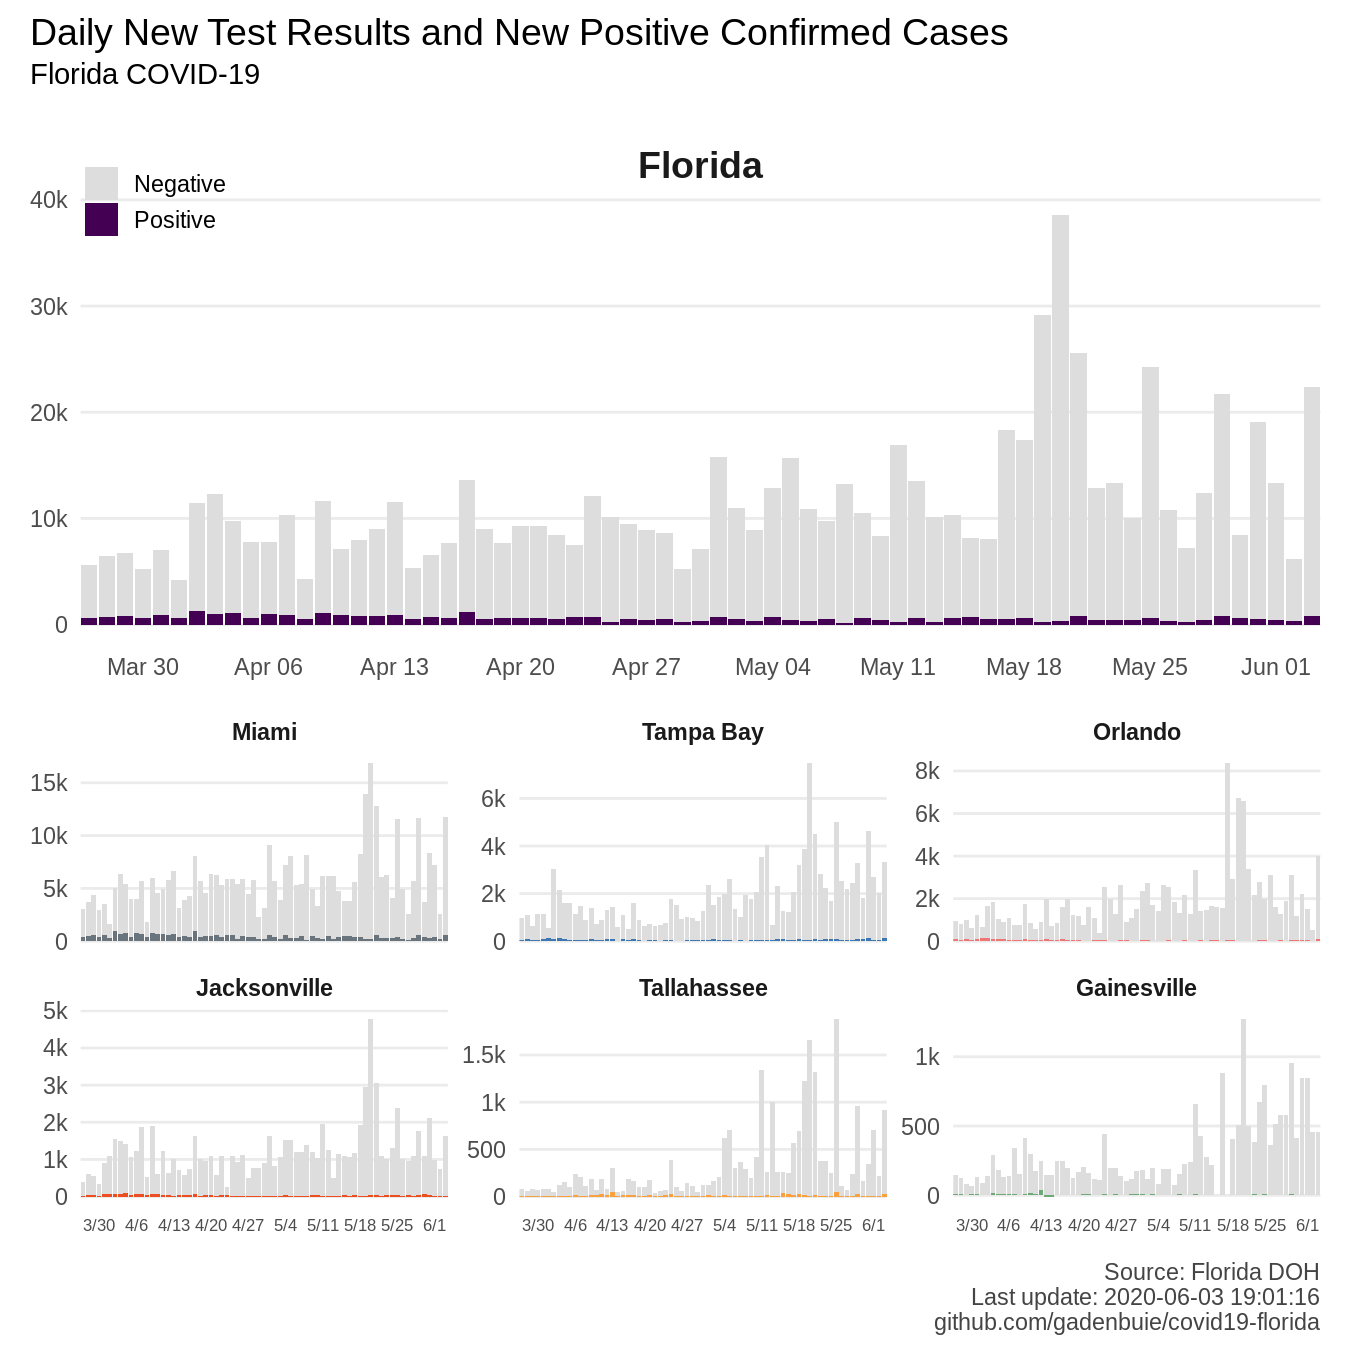 Daily New Test Results and New Positive Confirmed Cases
Florida COVID-19
Florida
Negative
Positive
40k
30k
20k
10k
0
Mar 30 Apr 06 Apr 13 Apr 20 Apr 27 May 04 May 11 May 18 May 25 Jun 01
Miami
15k
10k
5k
0
Tampa Bay
6k
4k
2k
0
Orlando
8k
6k
4k
2k
0
Jacksonville
5k
4k
3k
2k
1k
0
3/30 4/6 4/13 4/20 4/27 5/4 5/11 5/18 5/25 6/1
Tallahassee
1.5k
1k
500
0
3/30 4/6 4/13 4/20 4/27 5/4 5/11 5/18 5/25 6/1
Gainesville
1k
500
0
3/30 4/6 4/13 4/20 4/27 5/4 5/11 5/18 5/25 6/1
Source: Florida DOH
Last update: 2020-06-03 19:01:16
github.com/gadenbuie/covid19-florida